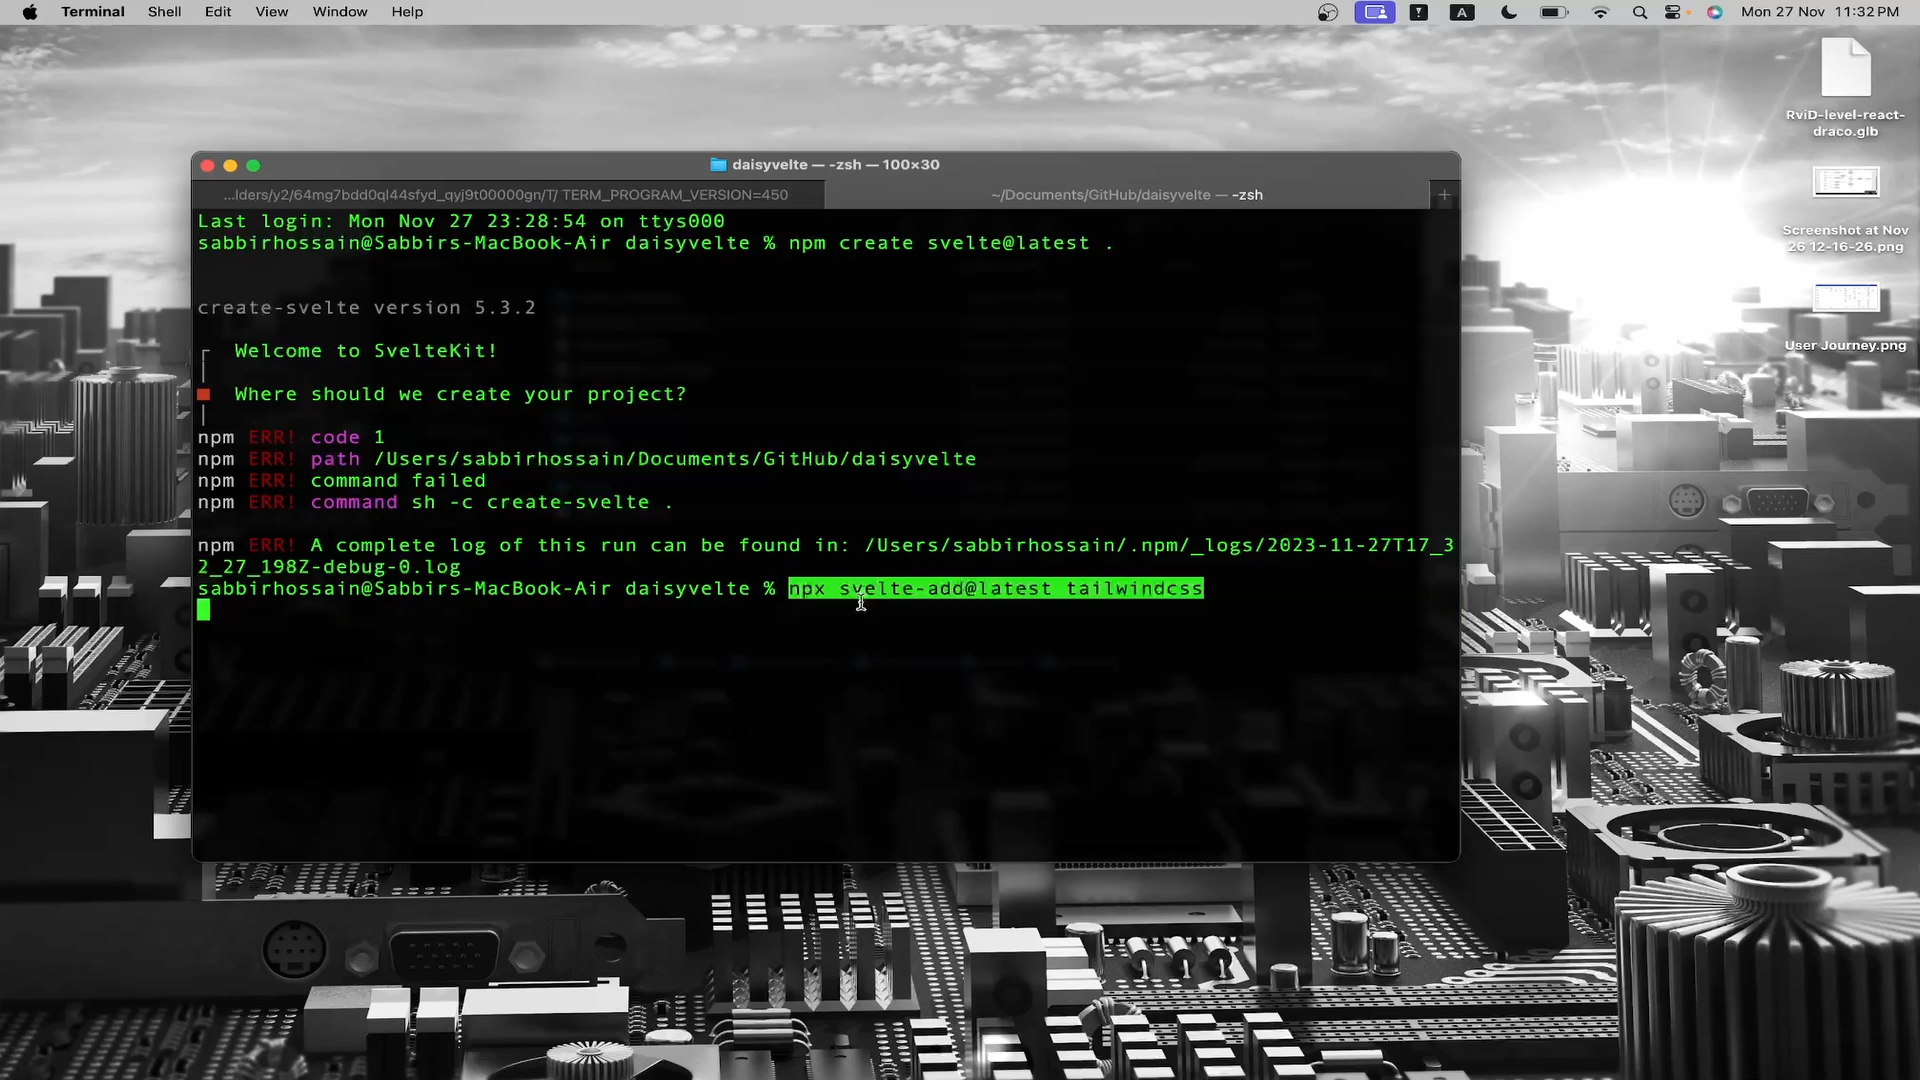 Terminal Shell Edit View Window Help A Mon 27 Nov 11:32 PM
RviD-level-react-
draco.glb
Screenshot at Nov
26 12-16-26.png
User Journey.png
daisyvelte — -zsh — 100×30
...lders/y2/64mg7bdd0ql44sfyd_qyj9t00000gn/T/ TERM_PROGRAM_VERSION=450
~/Documents/GitHub/daisyvelte — -zsh
Last login: Mon Nov 27 23:28:54 on ttys000
sabbirhossain@Sabbirs-MacBook-Air daisyvelte % npm create svelte@latest .
create-svelte version 5.3.2
Welcome to SvelteKit!
Where should we create your project?
npm ERR! code 1
npm ERR! path /Users/sabbirhossain/Documents/GitHub/daisyvelte
npm ERR! command failed
npm ERR! command sh -c create-svelte .
npm ERR! A complete log of this run can be found in: /Users/sabbirhossain/.npm/_logs/2023-11-27T17_3
2_27_198Z-debug-0.log
sabbirhossain@Sabbirs-MacBook-Air daisyvelte % npx svelte-add@latest tailwindcss